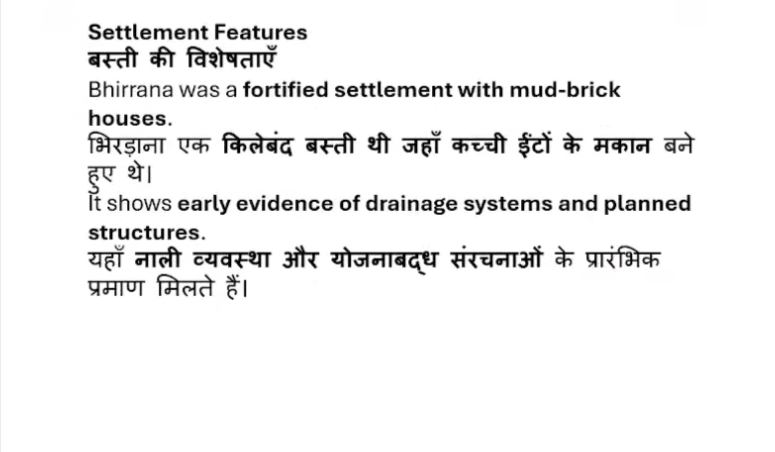 Settlement Features
बस्ती की विशेषताएँ
Bhirrana was a fortified settlement with mud-brick
houses.
भिरड़ाना एक किलेबंद बस्ती थी जहाँ कच्ची ईंटों के मकान बने
हुए थे।
It shows early evidence of drainage systems and planned
structures.
यहाँ नाली व्यवस्था और योजनाबद्ध संरचनाओं के प्रारंभिक
प्रमाण मिलते हैं।